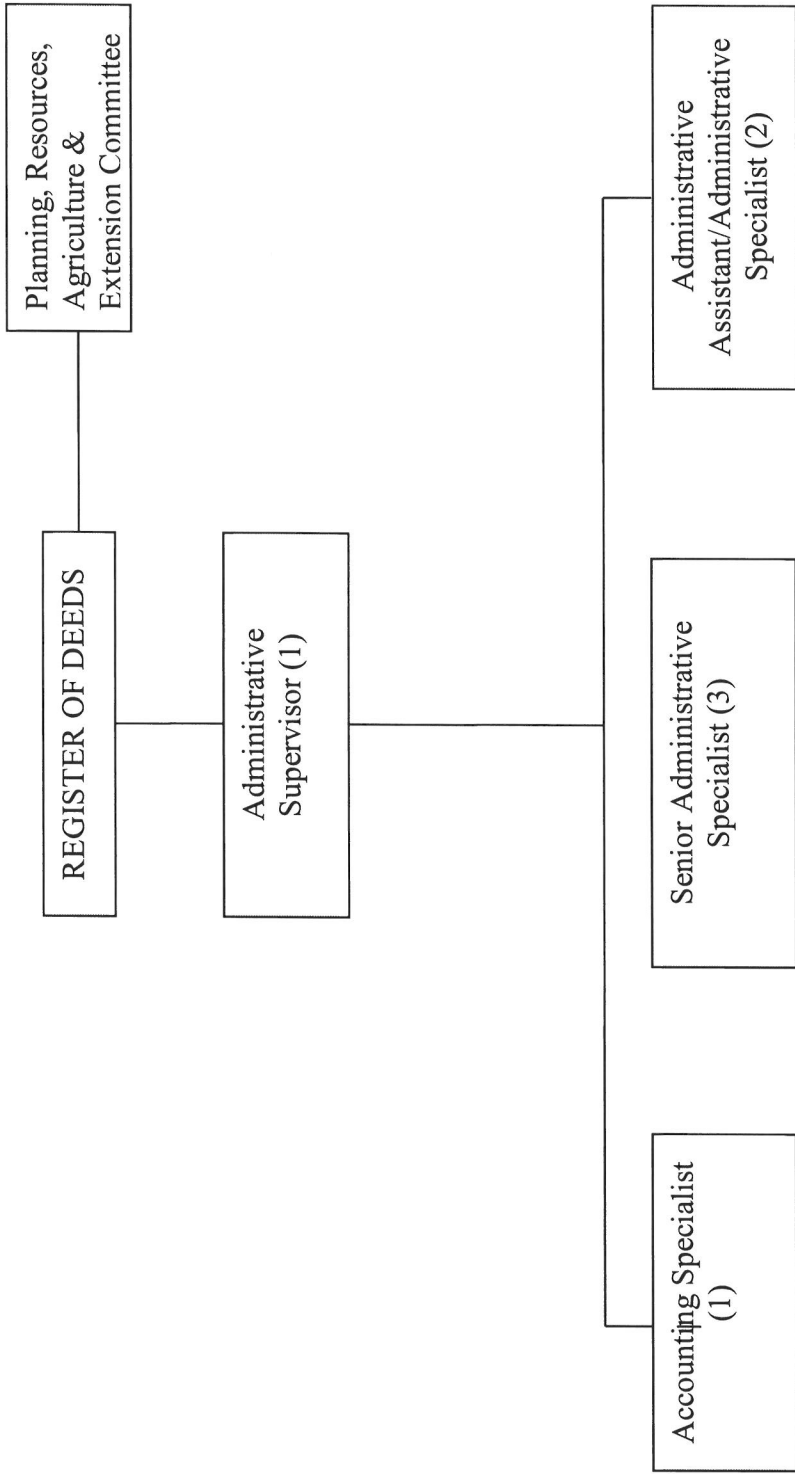 Planning, Resources,
Agriculture &
Extension Committee
REGISTER OF DEEDS
Administrative
Supervisor (1)
Accounting Specialist
(1)
Senior Administrative
Specialist (3)
Administrative
Assistant/Administrative
Specialist (2)